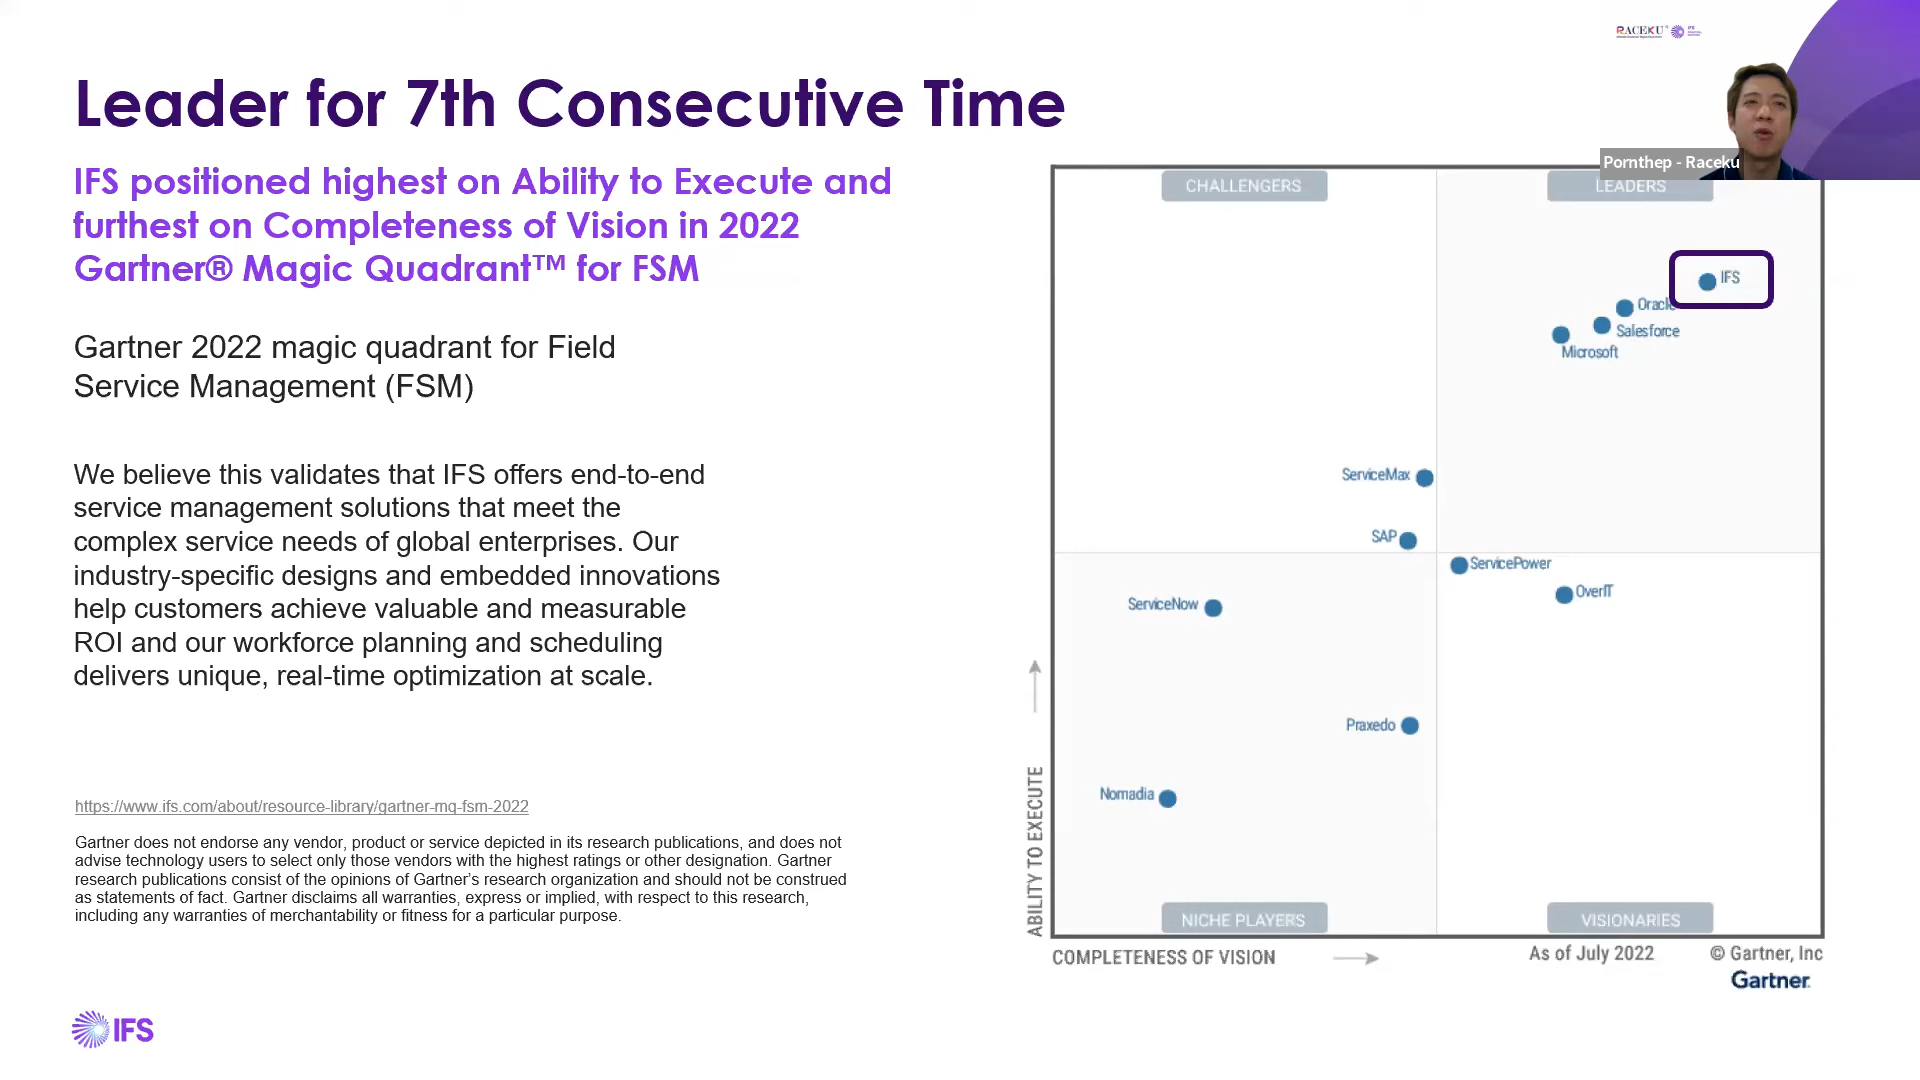 RACEKU
IFS
Leader for 7th Consecutive Time
IFS positioned highest on Ability to Execute and
furthest on Completeness of Vision in 2022
Gartner® Magic Quadrant™ for FSM
Gartner 2022 magic quadrant for Field
Service Management (FSM)
We believe this validates that IFS offers end-to-end
service management solutions that meet the
complex service needs of global enterprises. Our
industry-specific designs and embedded innovations
help customers achieve valuable and measurable
ROI and our workforce planning and scheduling
delivers unique, real-time optimization at scale.
https://www.ifs.com/about/resource-library/gartner-mq-fsm-2022
Gartner does not endorse any vendor, product or service depicted in its research publications, and does not
advise technology users to select only those vendors with the highest ratings or other designation. Gartner
research publications consist of the opinions of Gartner's research organization and should not be construed
as statements of fact. Gartner disclaims all warranties, express or implied, with respect to this research,
including any warranties of merchantability or fitness for a particular purpose.
IFS
Pornthep - Raceku
CHALLENGERS
LEADERS
IFS
Oracle
Salesforce
Microsoft
ServiceMax
SAP
ServicePower
OverIT
ServiceNow
Praxedo
Nomadia
NICHE PLAYERS
VISIONARIES
ABILITY TO EXECUTE
COMPLETENESS OF VISION
As of July 2022
© Gartner, Inc
Gartner